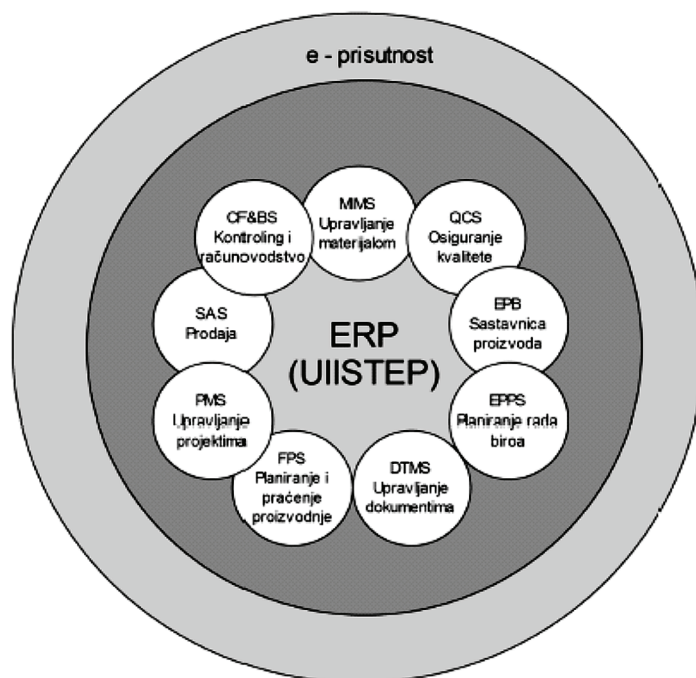 e - prisutnost
MIMS
Upravljanje
materijalom
QCS
Osiguranje
kvalitete
EPB
Sastavnica
proizvoda
EPPS
Planiranje rada
biroa
DTMS
Upravljanje
dokumentima
FPS
Planiranje i
praćenje
proizvodnje
PMS
Upravljanje
projektima
SAS
Prodaja
CF&BS
Kontroling i
računovodstvo
ERP
(UIISTEP)